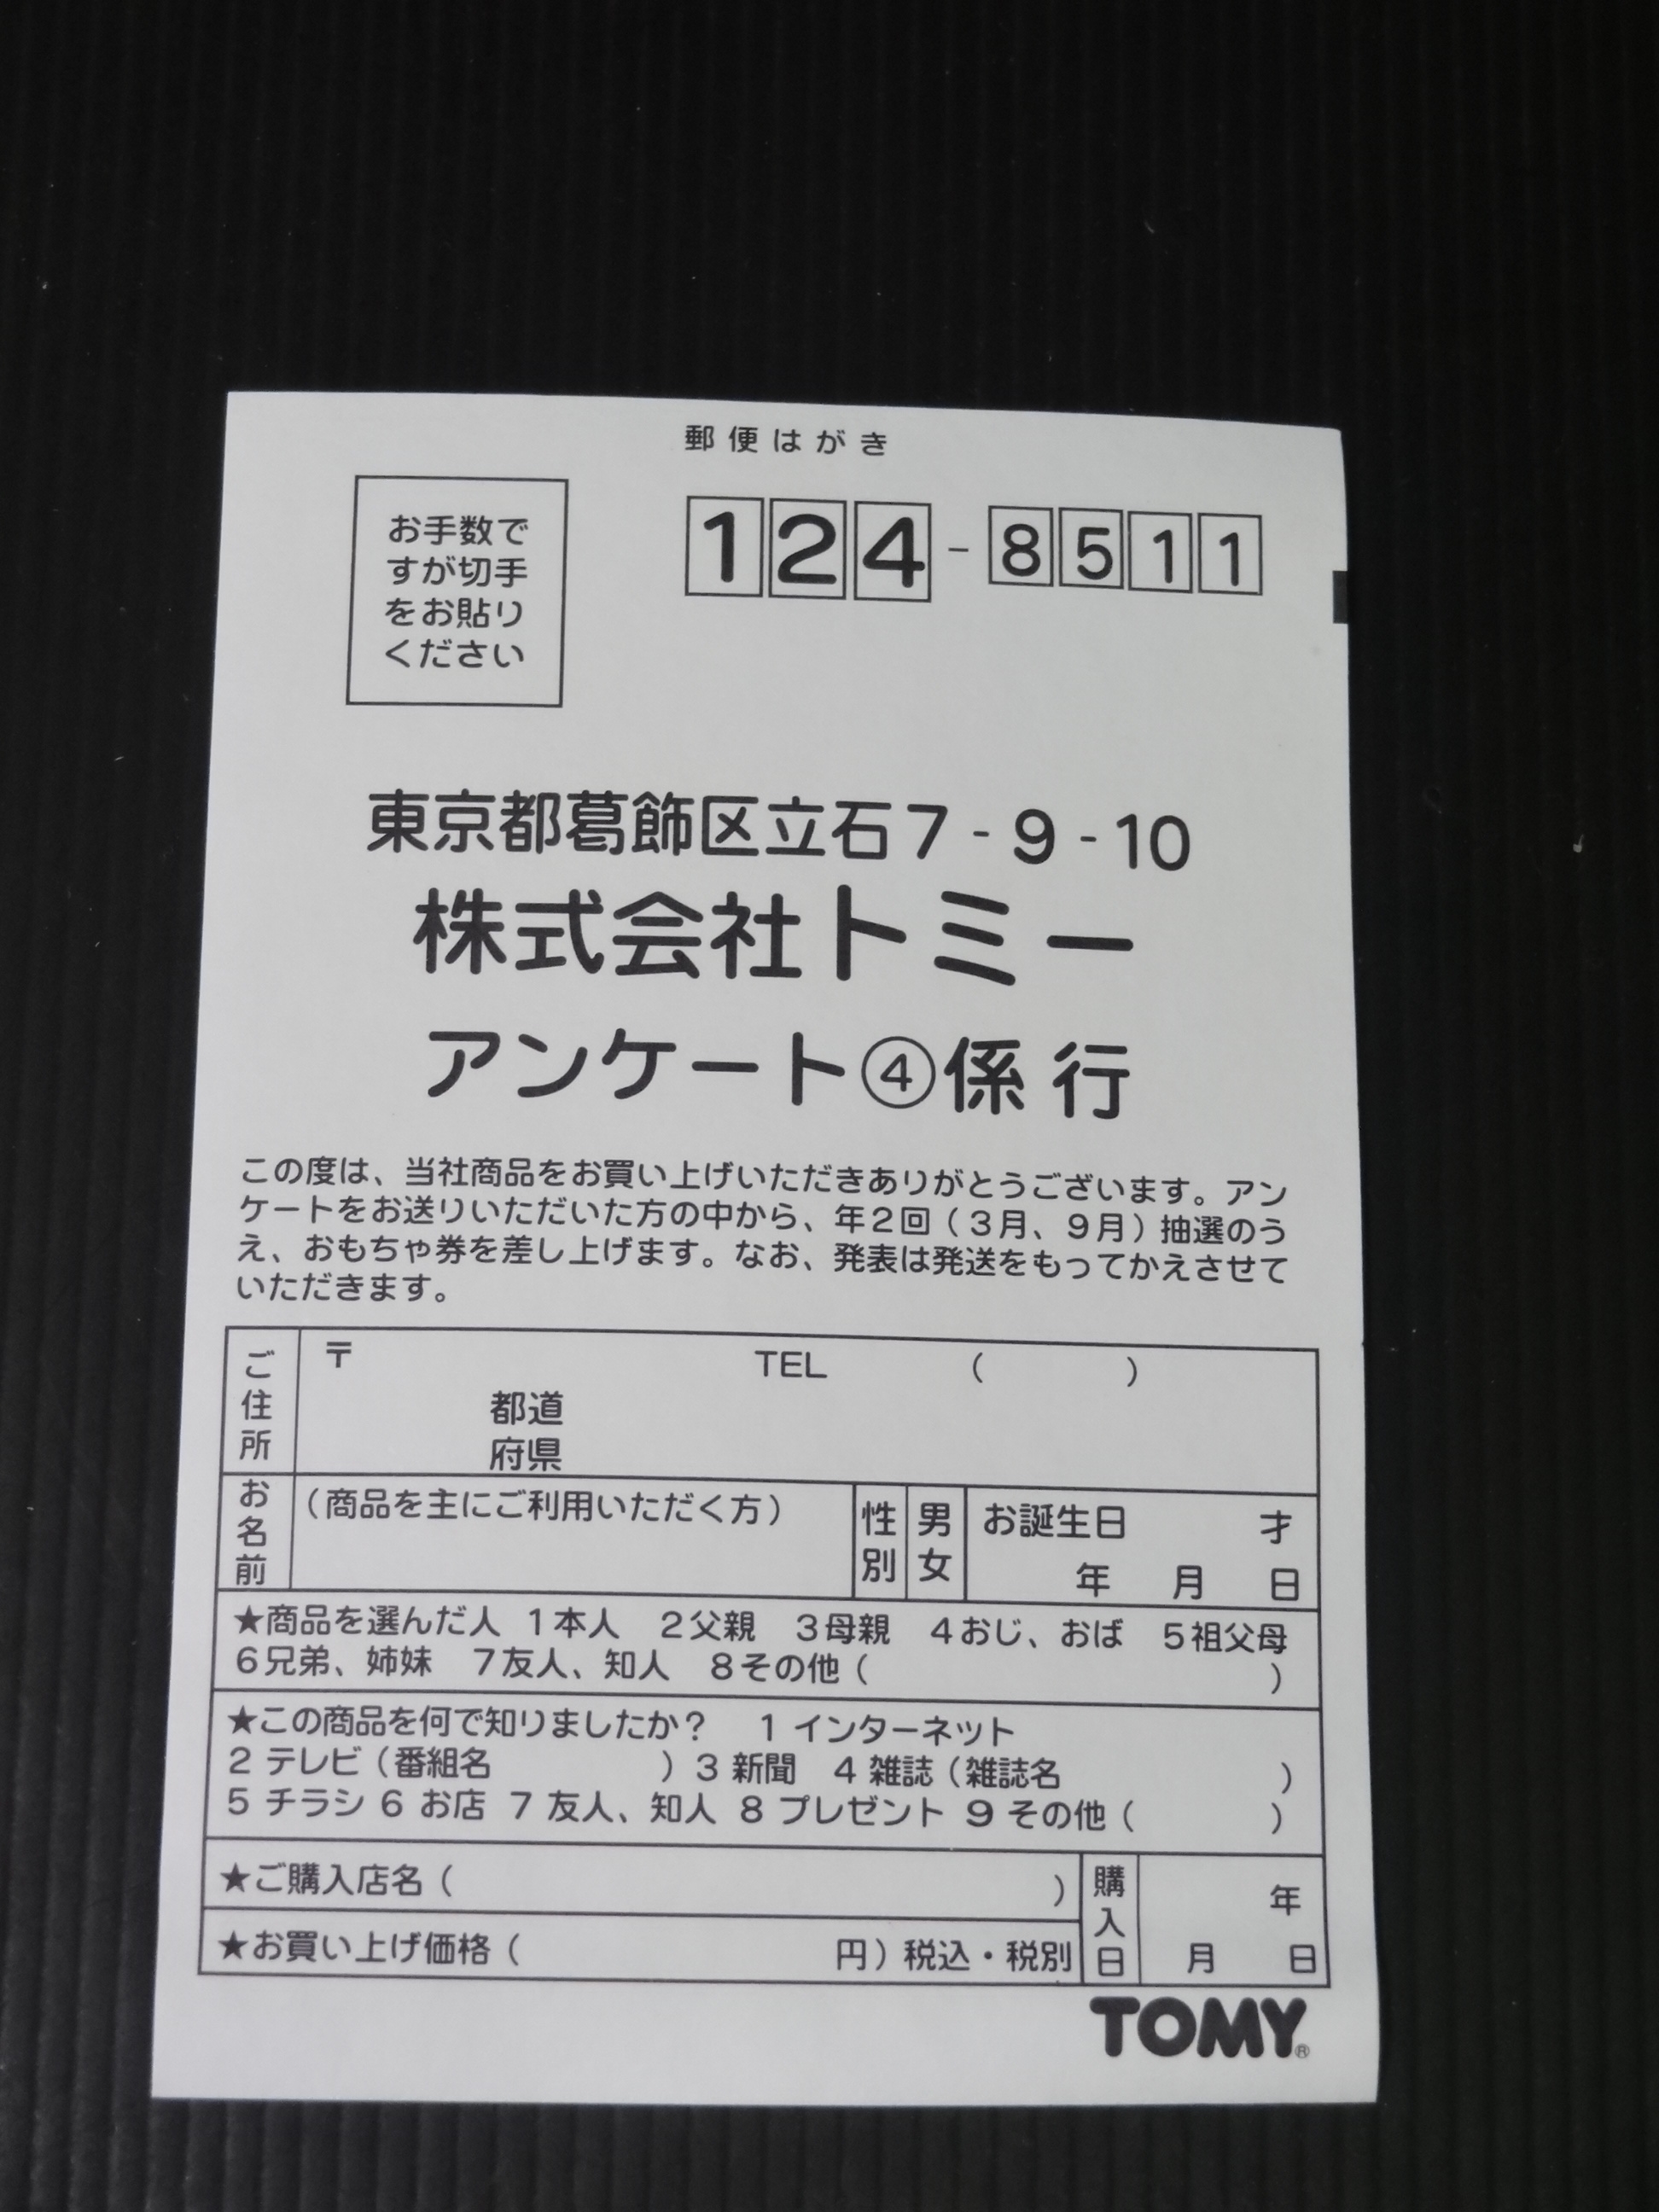 郵便はがき
お手数で
すが切手
をお貼り
ください
124-8511
東京都葛飾区立石7-9-10
株式会社トミー
アンケート④係 行
この度は、当社商品をお買い上げいただきありがとうございます。アン
ケートをお送りいただいた方の中から、年2回(3月、9月)抽選のう
え、おもちゃ券を差し上げます。なお、発表は発送をもってかえさせて
いただきます。
ご住所
〒 TEL ( )
都道
府県
お名前
(商品を主にご利用いただく方)
性別
男
女
お誕生日 才
年 月 日
★商品を選んだ人 1本人 2父親 3母親 4おじ、おば 5祖父母
6兄弟、姉妹 7友人、知人 8その他( )
★この商品を何で知りましたか? 1 インターネット
2 テレビ(番組名 )3 新聞 4 雑誌(雑誌名 )
5 チラシ 6 お店 7 友人、知人 8 プレゼント 9 その他( )
★ご購入店名( )
★お買い上げ価格( 円)税込・税別
購入日
年
月 日
TOMY®